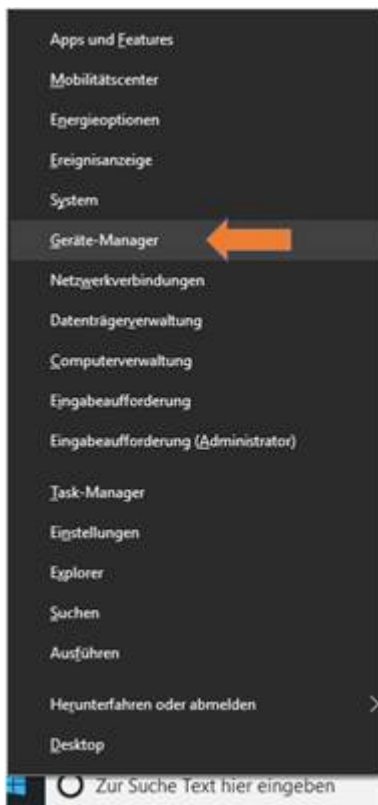 Apps und Features
Mobilitätscenter
Energieoptionen
Ereignisanzeige
System
Geräte-Manager
Netzwerkverbindungen
Datenträgerverwaltung
Computerverwaltung
Eingabeaufforderung
Eingabeaufforderung (Administrator)
Task-Manager
Einstellungen
Explorer
Suchen
Ausführen
Herunterfahren oder abmelden
Desktop
Zur Suche Text hier eingeben